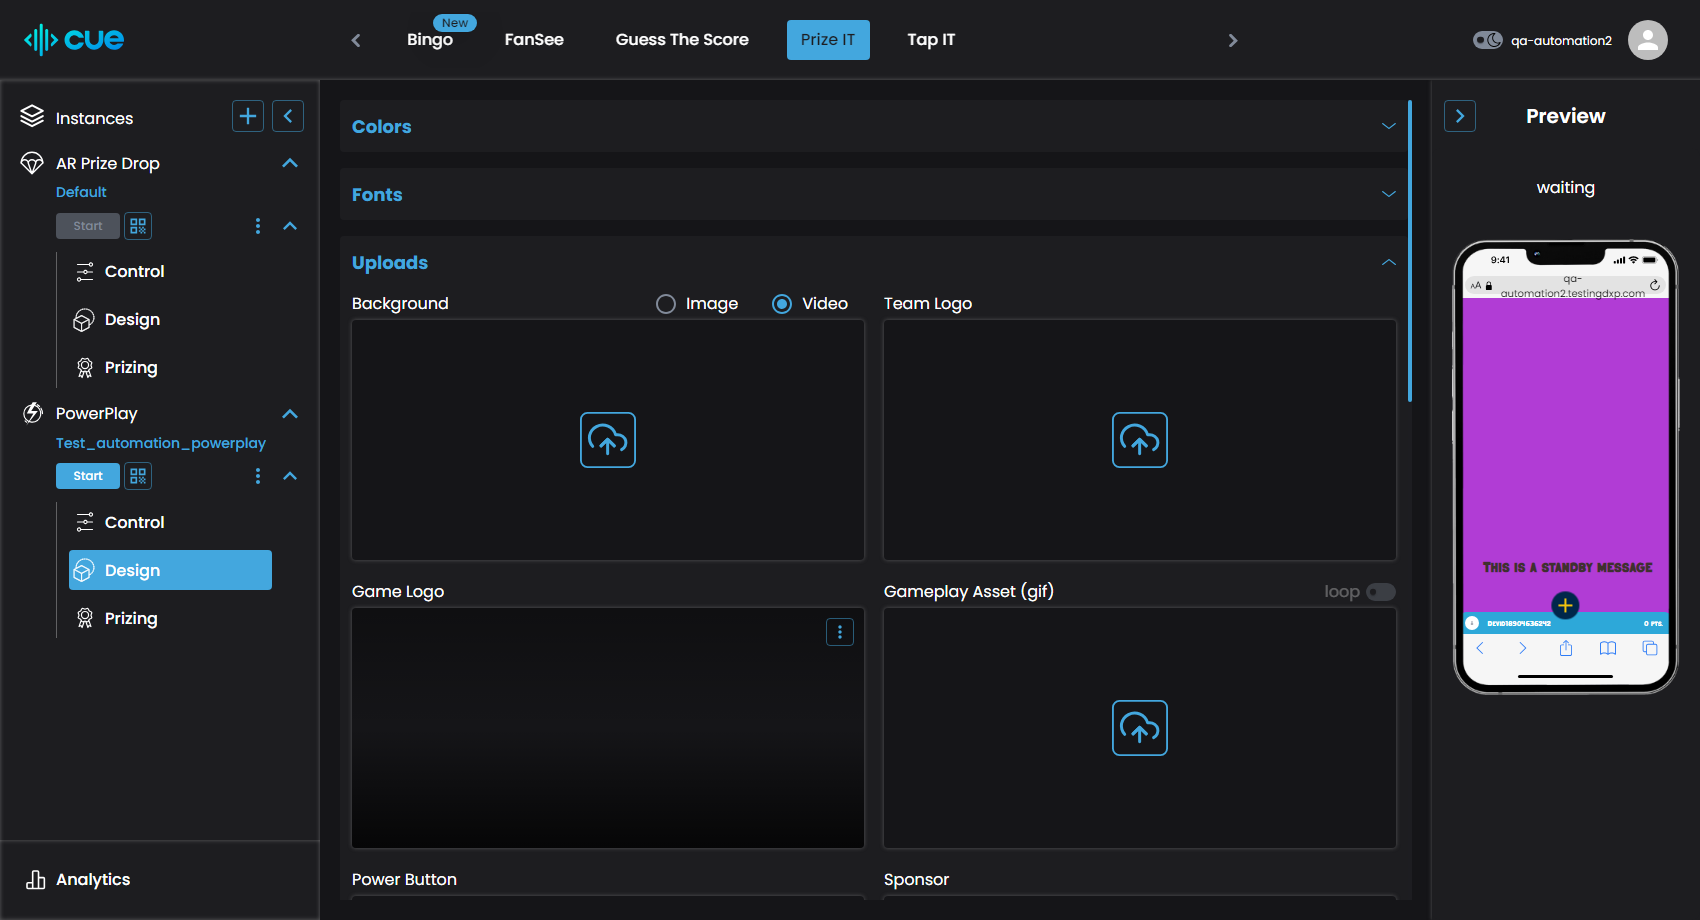 cue
Bingo
New
FanSee
Guess The Score
Prize IT
Tap IT
qa-automation2
Instances
AR Prize Drop
Default
Start
Control
Design
Prizing
PowerPlay
Test_automation_powerplay
Start
Control
Design
Prizing
Analytics
Colors
Fonts
Uploads
Background
Image
Video
Team Logo
Game Logo
Gameplay Asset (gif)
loop
Power Button
Sponsor
Preview
waiting
9:41
AA
qa-
automation2.testingdxp.com
This is a standby message
DEVID18904636242
0 PTS.